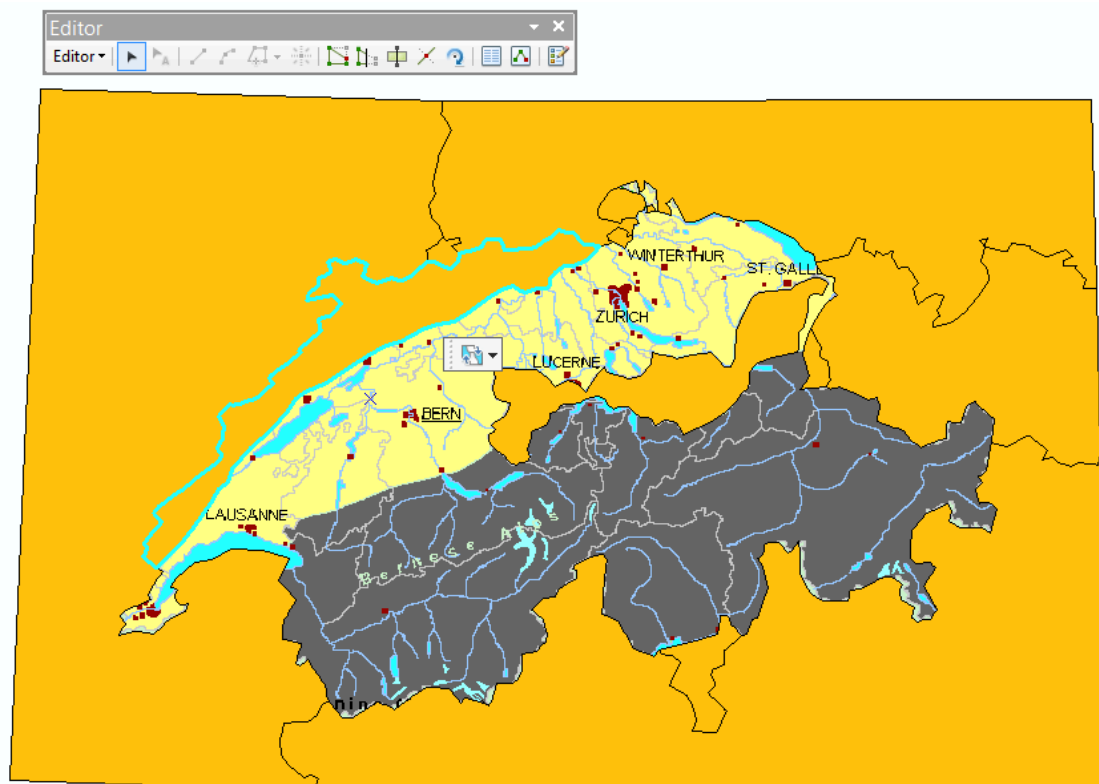 Editor
Editor
WINTERTHUR
ST. GALL
ZURICH
LUCERNE
BERN
LAUSANNE
Bernese Alps